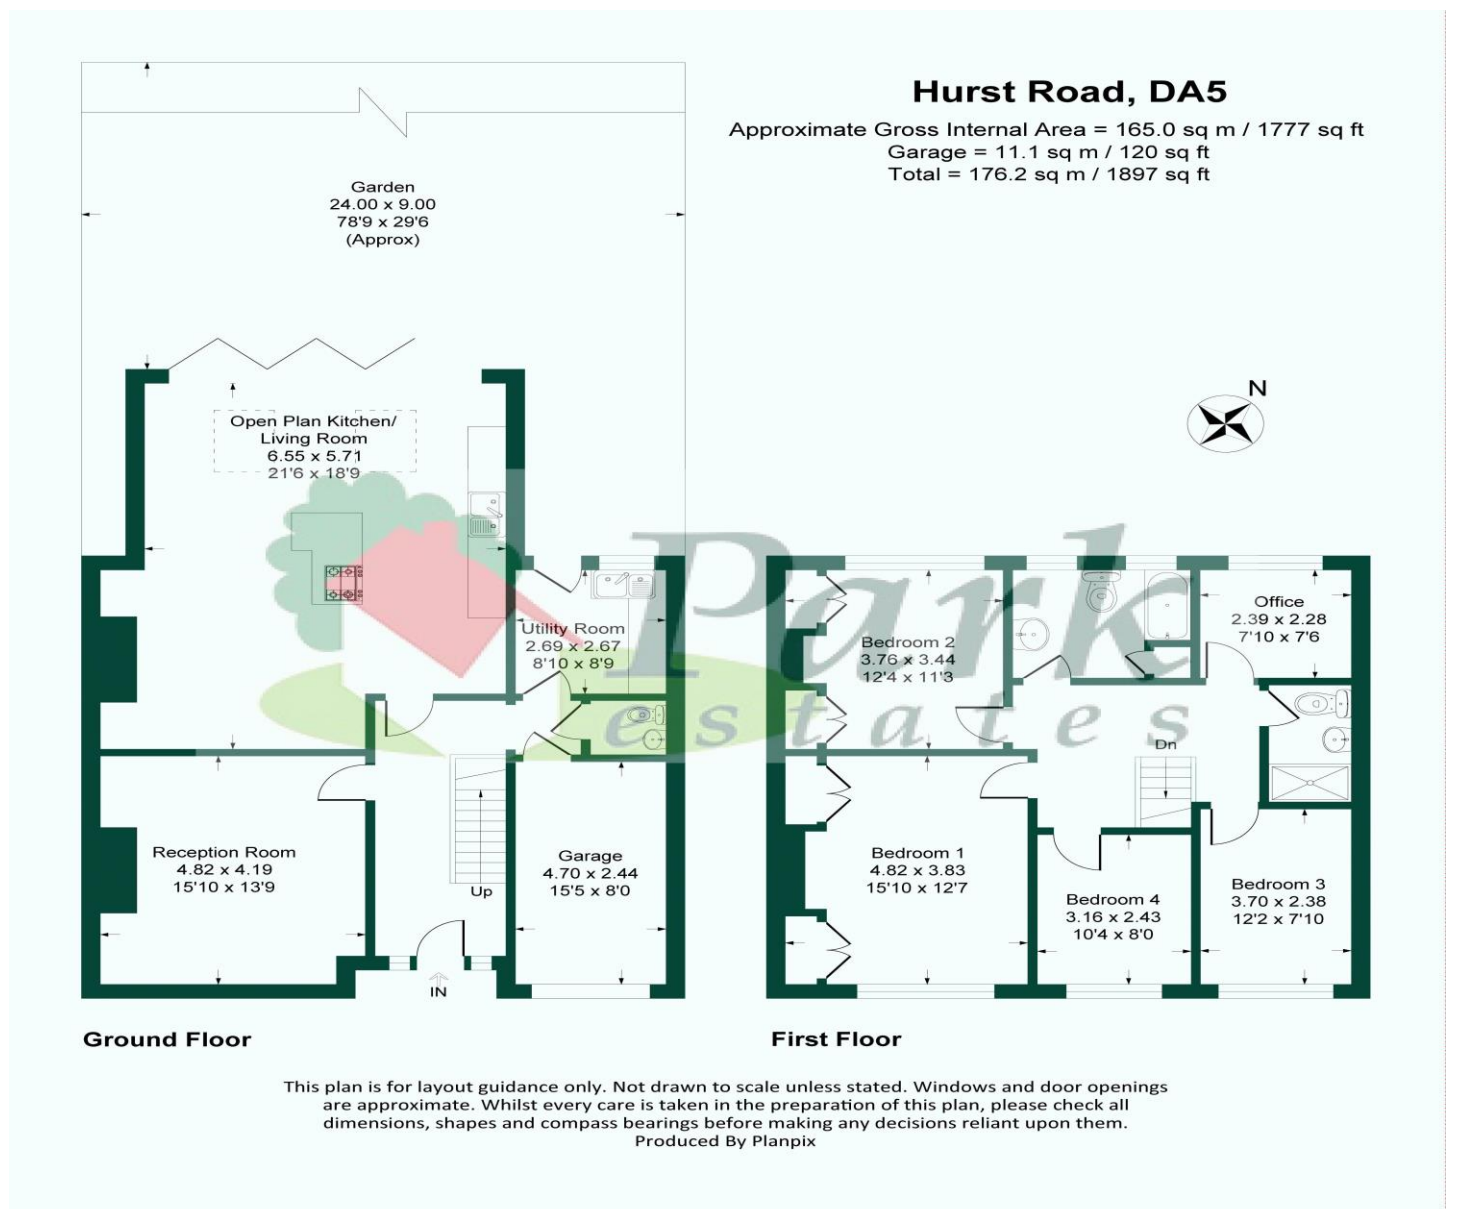 Hurst Road, DA5
Approximate Gross Internal Area = 165.0 sq m / 1777 sq ft
Garage = 11.1 sq m / 120 sq ft
Total = 176.2 sq m / 1897 sq ft
Garden
24.00 x 9.00
78'9 x 29'6
(Approx)
N
Open Plan Kitchen/
Living Room
6.55 x 5.71
21'6 x 18'9
Utility Room
2.69 x 2.67
8'10 x 8'9
Reception Room
4.82 x 4.19
15'10 x 13'9
Garage
4.70 x 2.44
15'5 x 8'0
Up
IN
Park
estates
Bedroom 2
3.76 x 3.44
12'4 x 11'3
Office
2.39 x 2.28
7'10 x 7'6
Dn
Bedroom 1
4.82 x 3.83
15'10 x 12'7
Bedroom 4
3.16 x 2.43
10'4 x 8'0
Bedroom 3
3.70 x 2.38
12'2 x 7'10
Ground Floor
First Floor
This plan is for layout guidance only. Not drawn to scale unless stated. Windows and door openings
are approximate. Whilst every care is taken in the preparation of this plan, please check all
dimensions, shapes and compass bearings before making any decisions reliant upon them.
Produced By Planpix